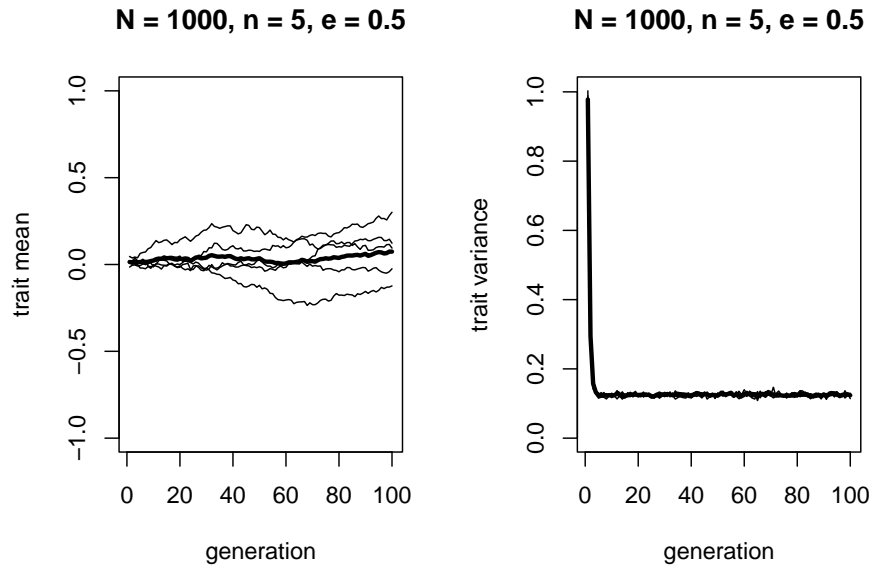 N = 1000, n = 5, e = 0.5
trait mean
1.0
0.5
0.0
−0.5
−1.0
0 20 40 60 80 100
generation
N = 1000, n = 5, e = 0.5
trait variance
1.0
0.8
0.6
0.4
0.2
0.0
0 20 40 60 80 100
generation